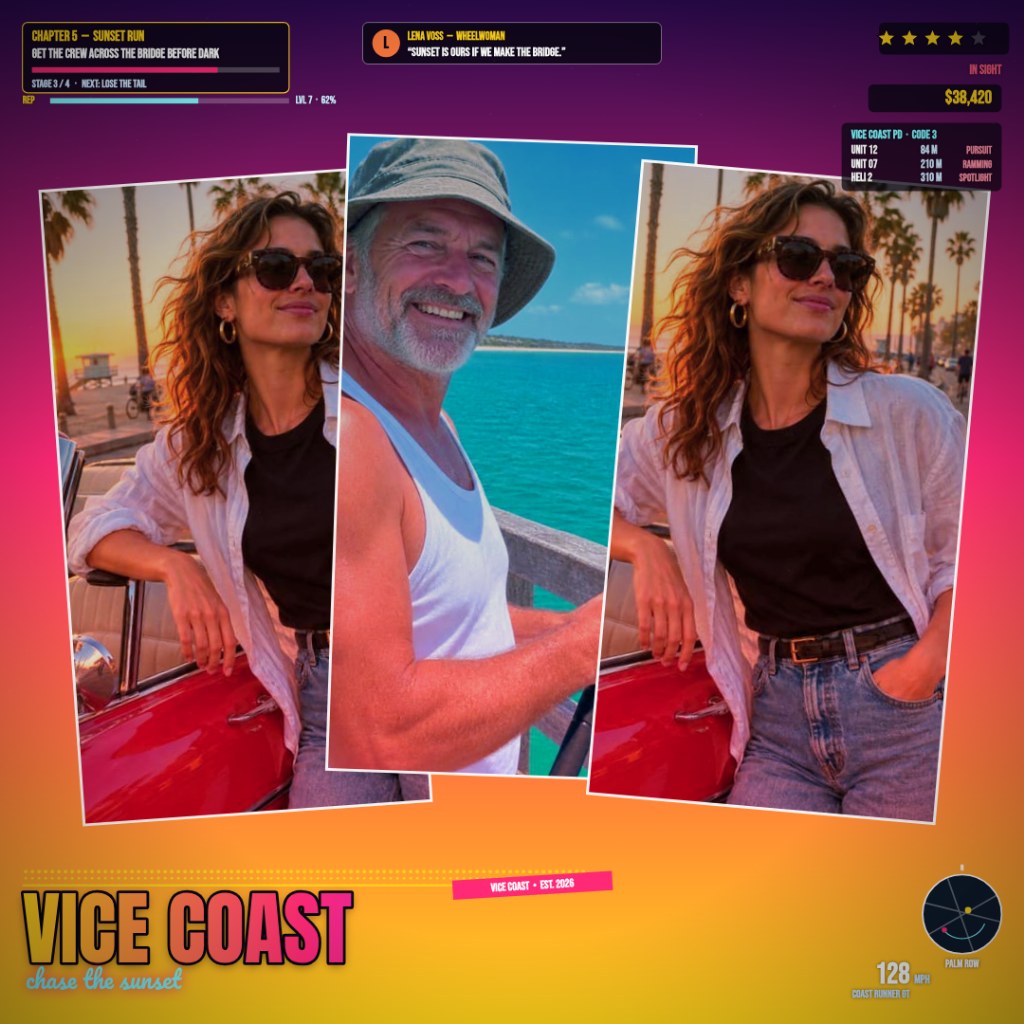 CHAPTER 5 — SUNSET RUN
GET THE CREW ACROSS THE BRIDGE BEFORE DARK
STAGE 3 / 4 · NEXT: LOSE THE TAIL
REP
LVL 7 · 62%
L
LENA VOSS — WHEELWOMAN
"SUNSET IS OURS IF WE MAKE THE BRIDGE."
IN SIGHT
$38,420
VICE COAST PD · CODE 3
UNIT 12 84 M PURSUIT
UNIT 07 210 M RAMMING
HELI 2 310 M SPOTLIGHT
VICE COAST • EST. 2026
VICE COAST
chase the sunset
PALM ROW
128 MPH
COAST RUNNER GT